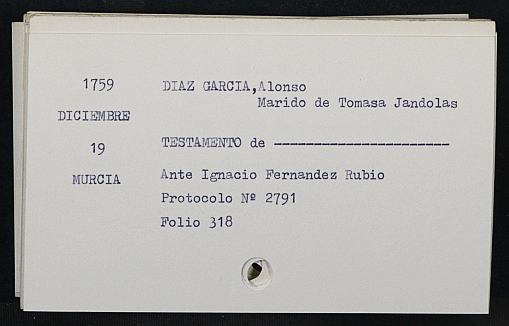 1759
DICIEMBRE
19
MURCIA
DIAZ GARCIA,Alonso
Marido de Tomasa Jandolas
TESTAMENTO de ----------------------
Ante Ignacio Fernandez Rubio
Protocolo Nº 2791
Folio 318